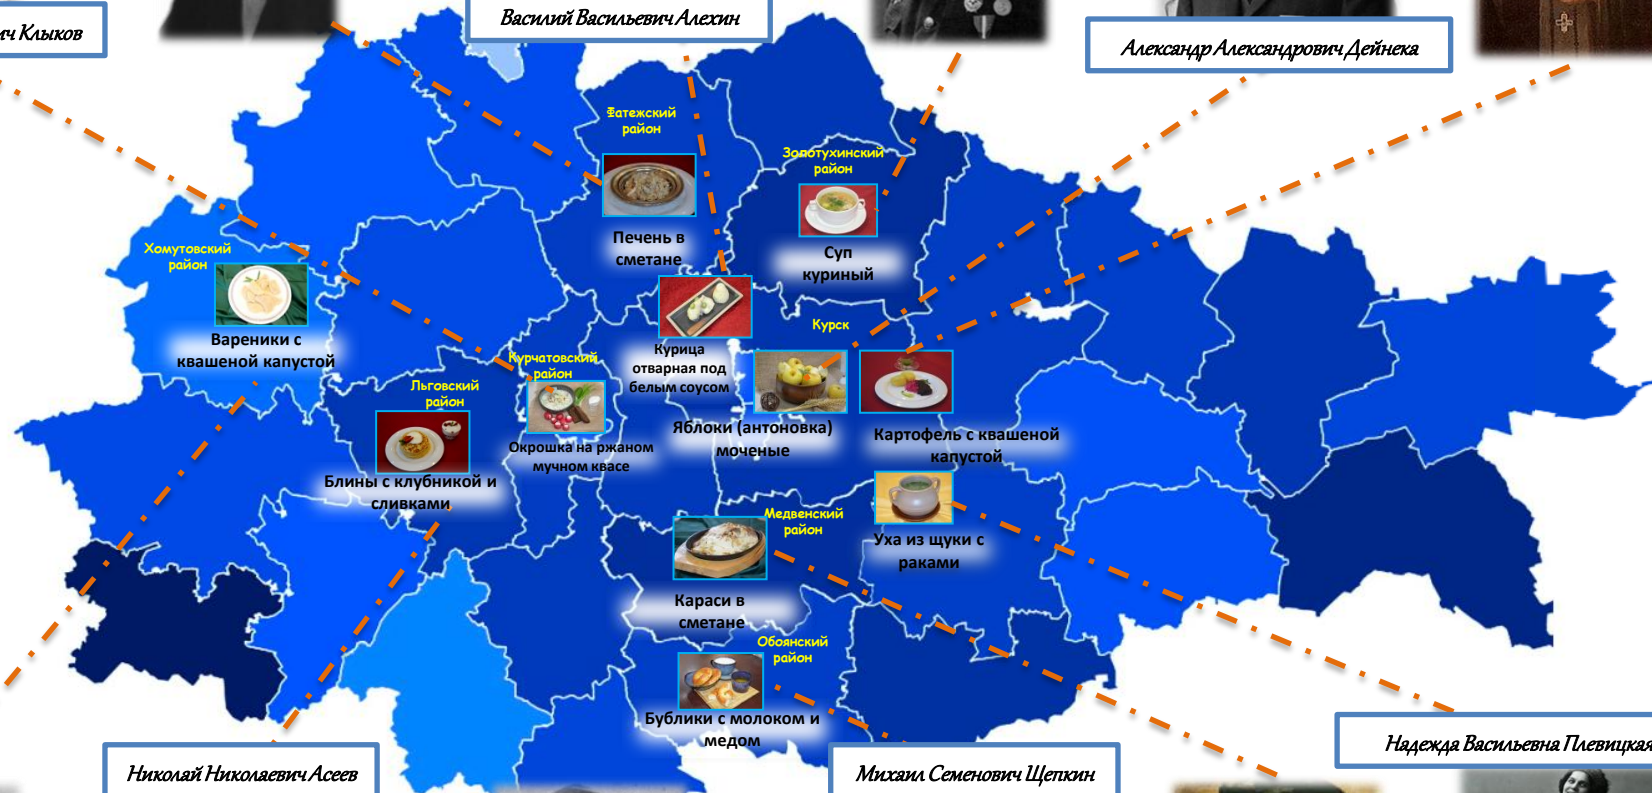 ич Клыков
Василий Васильевич Алехин
Александр Александрович Дейнека
Фатежский
район
Золотухинский
район
Печень в
сметане
Суп
куриный
Хомутовский
район
Вареники с
квашеной капустой
Курск
Курица
отварная под
белым соусом
Курчатовский
район
Льговский
район
Окрошка на ржаном
мучном квасе
Яблоки (антоновка)
моченые
Картофель с квашеной
капустой
Блины с клубникой и
сливками
Медвенский
район
Уха из щуки с
раками
Караси в
сметане
Обоянский
район
Бублики с молоком и
медом
Николай Николаевич Асеев
Михаил Семенович Щепкин
Надежда Васильевна Плевицкая